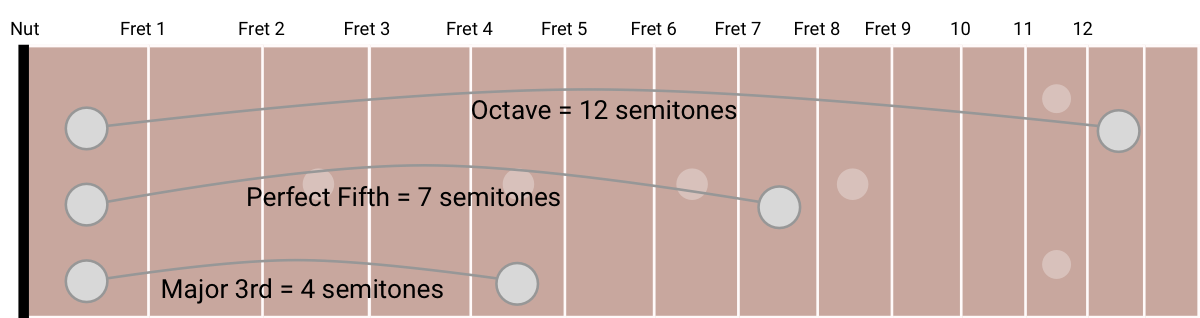 Nut Fret 1 Fret 2 Fret 3 Fret 4 Fret 5 Fret 6 Fret 7 Fret 8 Fret 9 10 11 12
Octave = 12 semitones
Perfect Fifth = 7 semitones
Major 3rd = 4 semitones